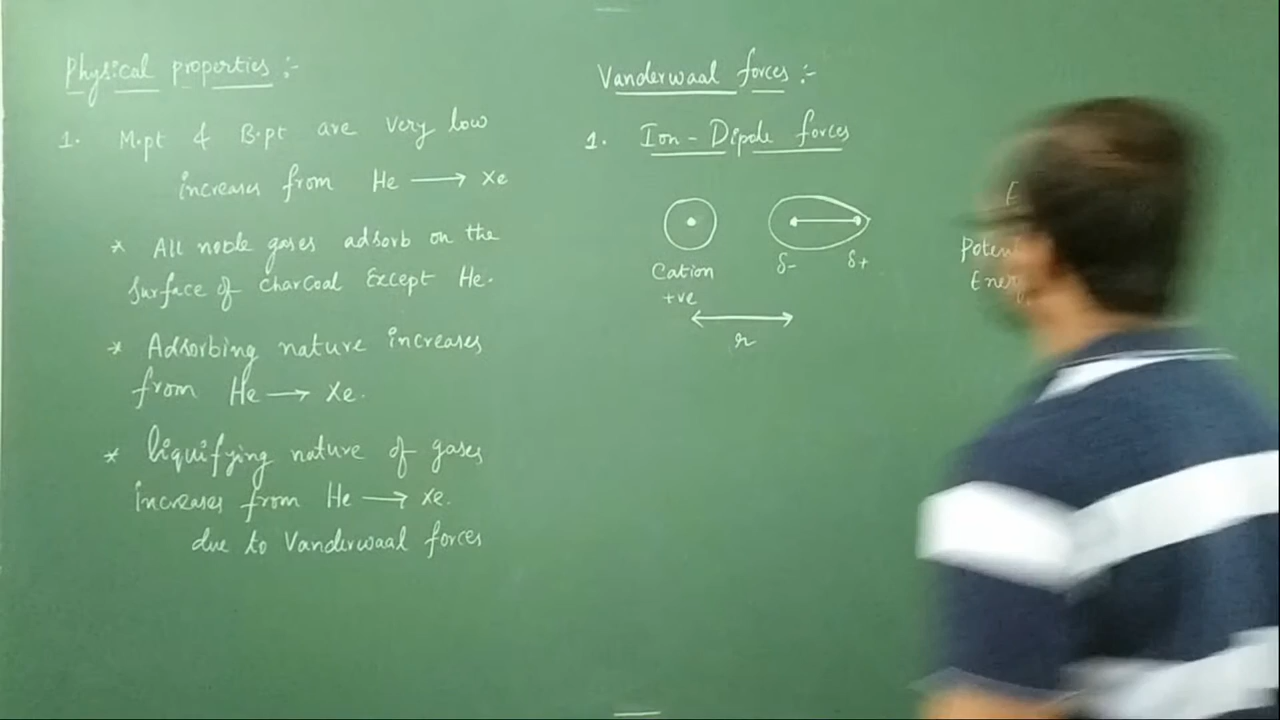 Physical properties :-
1. M.pt & B.pt are very low
increases from He → Xe
* All noble gases adsorb on the
surface of charcoal Except He.
* Adsorbing nature increases
from He → Xe.
* liquifying nature of gases
increases from He → Xe.
due to Vanderwaal forces
Vanderwaal forces :-
1. Ion - Dipole forces
Cation
+ve
δ- δ+
r